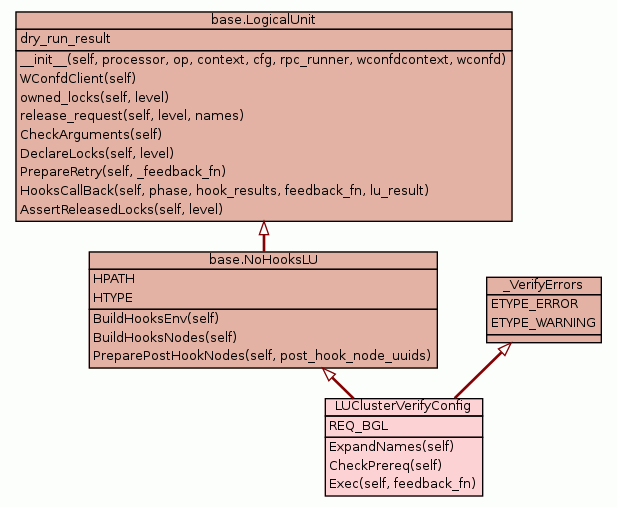 base.LogicalUnit
dry_run_result
__init__(self, processor, op, context, cfg, rpc_runner, wconfdcontext, wconfd)
WConfdClient(self)
owned_locks(self, level)
release_request(self, level, names)
CheckArguments(self)
DeclareLocks(self, level)
PrepareRetry(self, _feedback_fn)
HooksCallBack(self, phase, hook_results, feedback_fn, lu_result)
AssertReleasedLocks(self, level)
base.NoHooksLU
HPATH
HTYPE
BuildHooksEnv(self)
BuildHooksNodes(self)
PreparePostHookNodes(self, post_hook_node_uuids)
_VerifyErrors
ETYPE_ERROR
ETYPE_WARNING
LUClusterVerifyConfig
REQ_BGL
ExpandNames(self)
CheckPrereq(self)
Exec(self, feedback_fn)